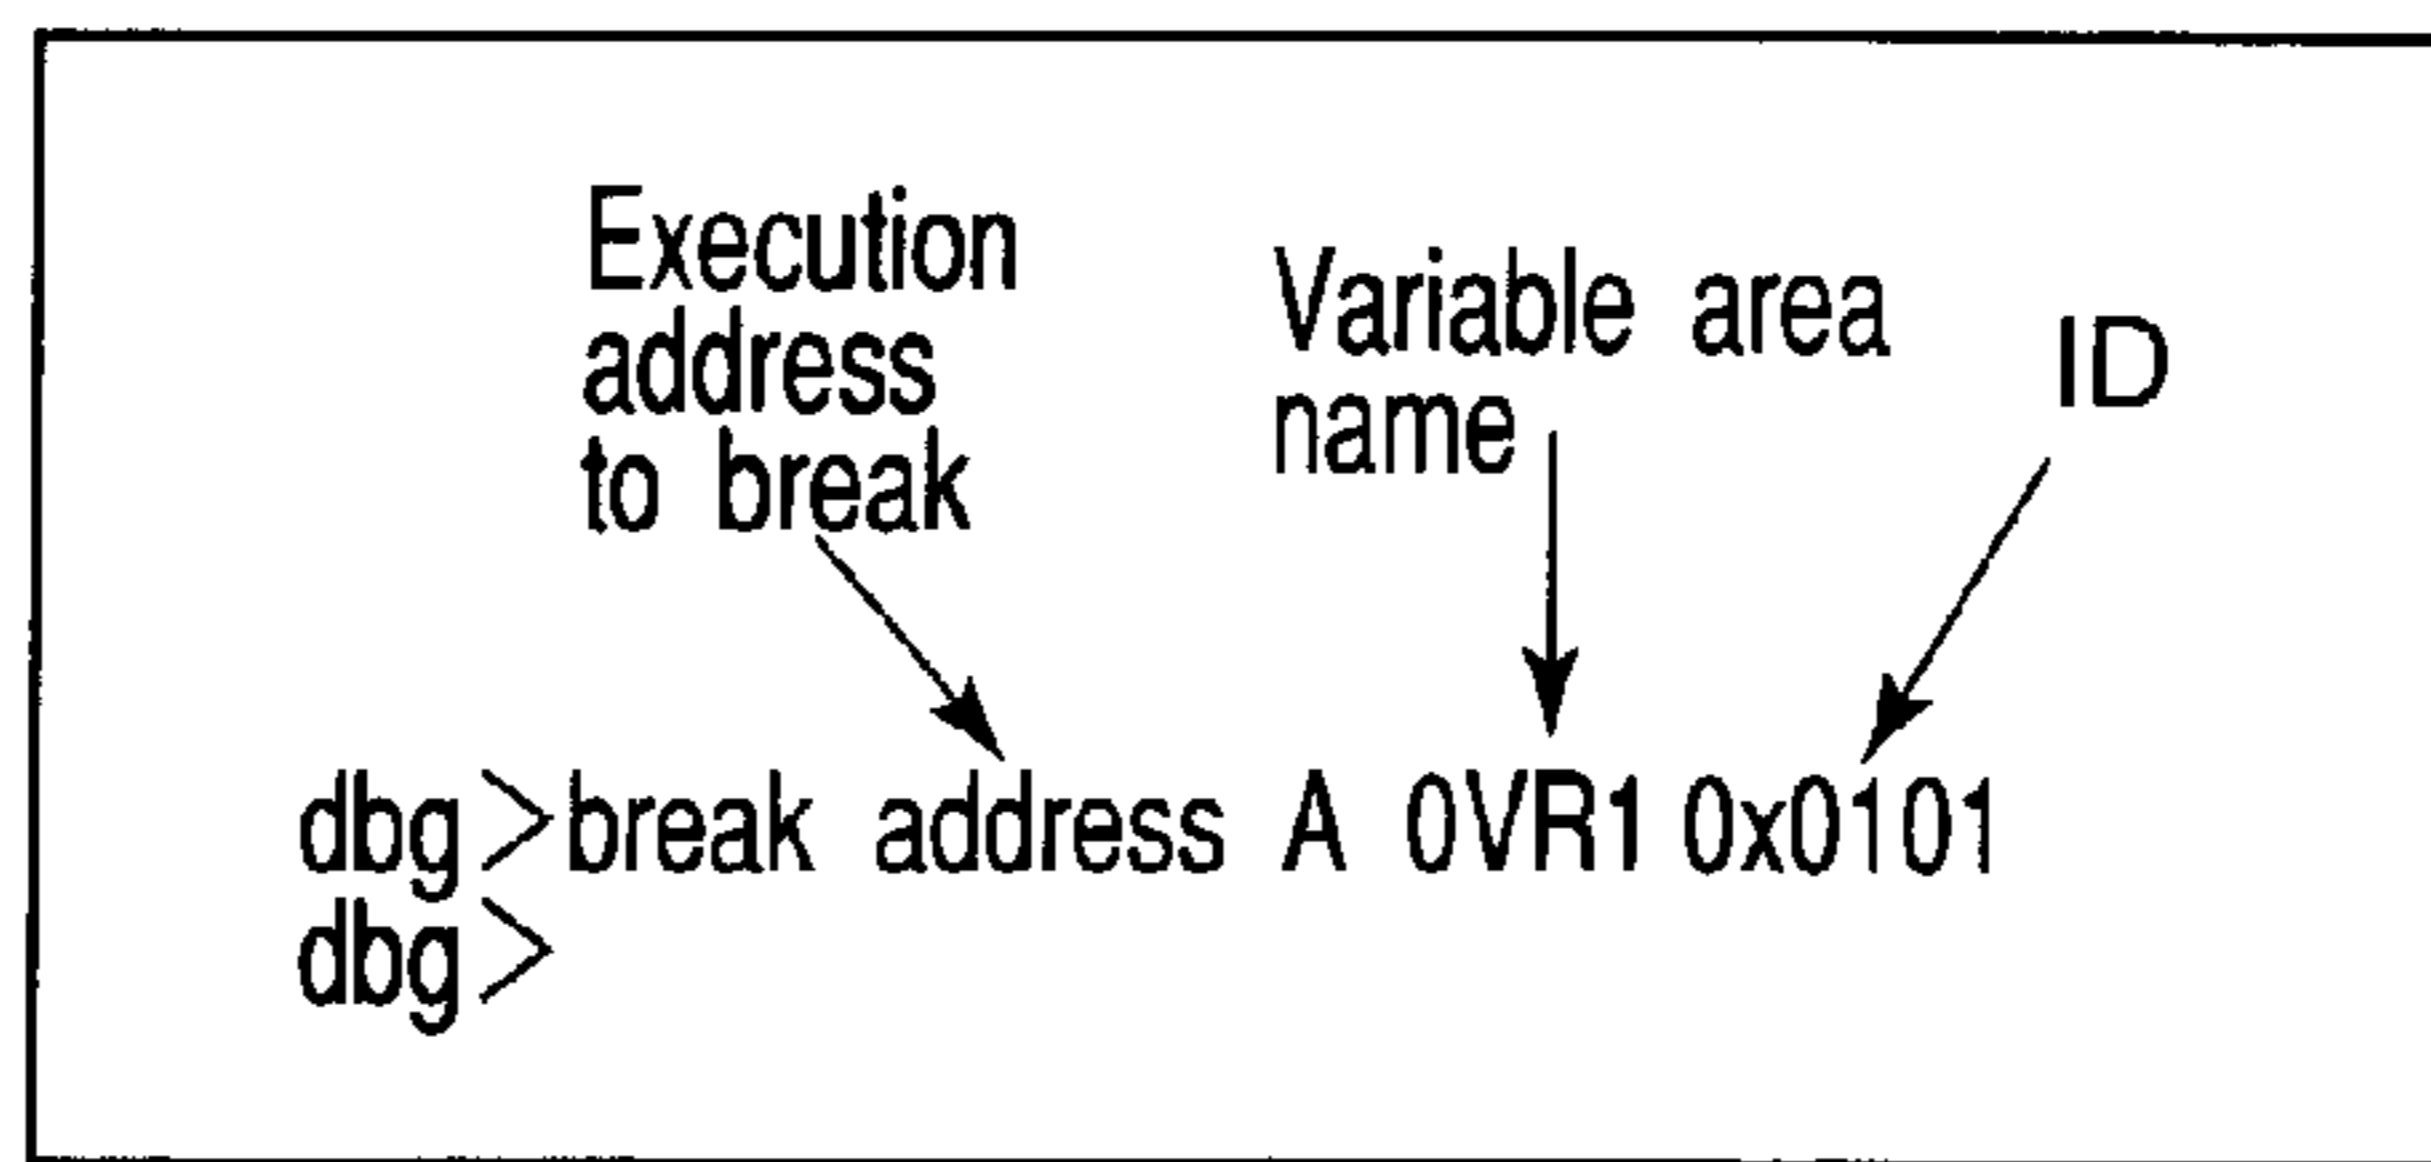 Execution
address
to break
Variable area
name
ID
dbg>break address A 0VR1 0x0101
dbg>